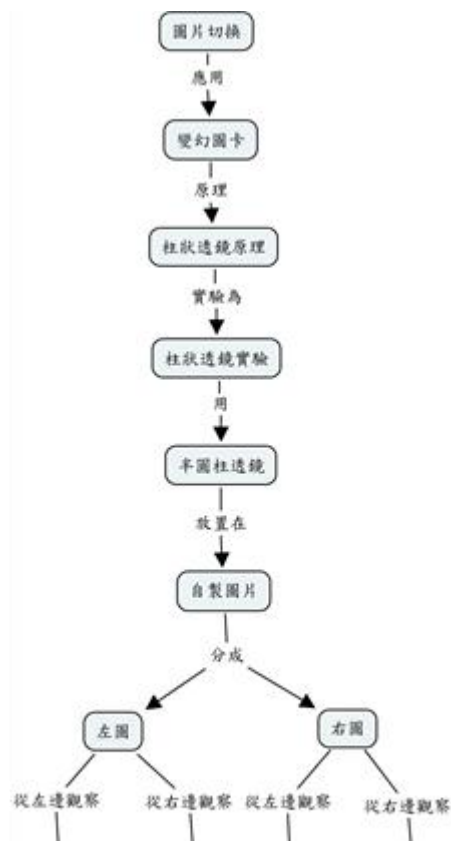 圖片切換
應用
變幻圖卡
原理
柱狀透鏡原理
實驗為
柱狀透鏡實驗
用
半圓柱透鏡
放置在
自製圖片
分成
左圖
右圖
從左邊觀察
從右邊觀察
從左邊觀察
從右邊觀察